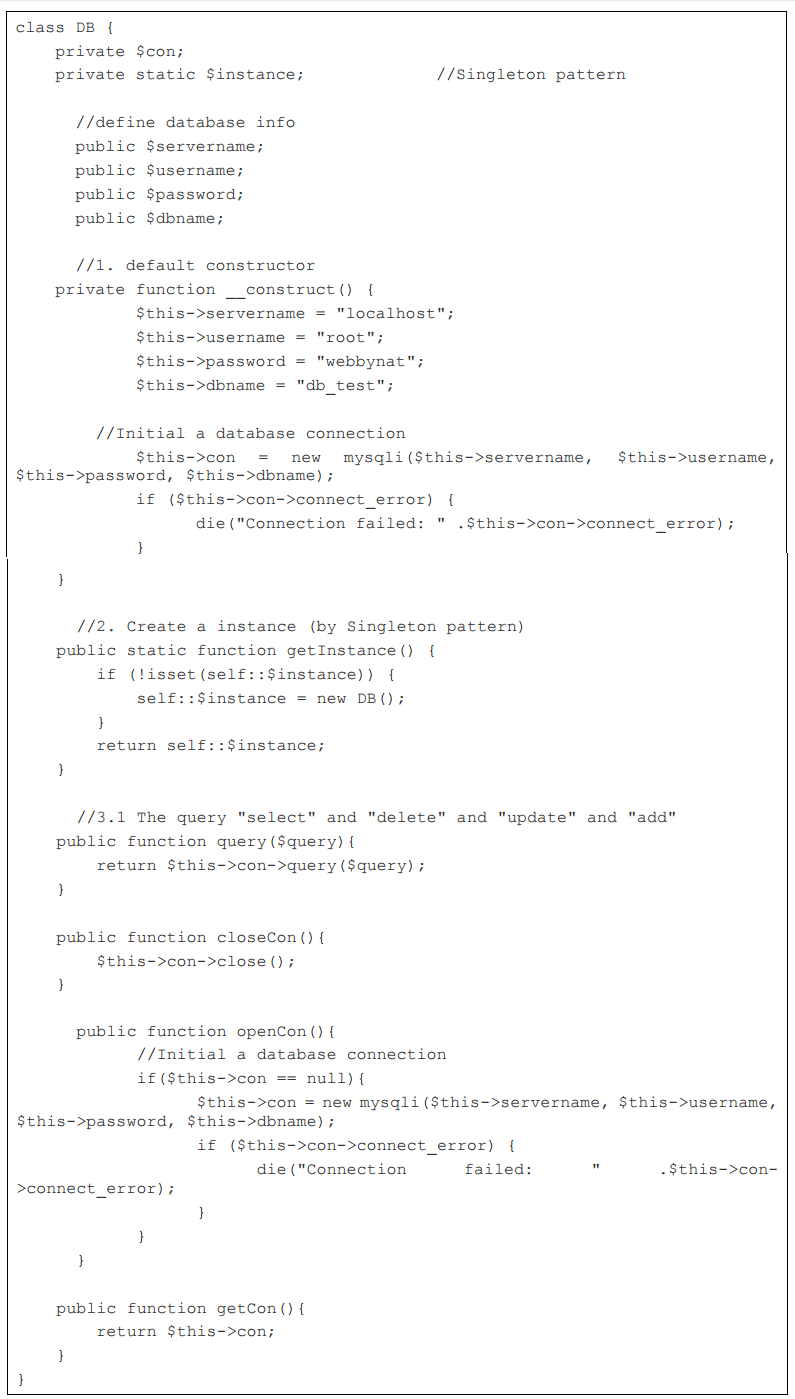 class DB {
    private $con;
    private static $instance;             //Singleton pattern

      //define database info
      public $servername;
      public $username;
      public $password;
      public $dbname;

      //1. default constructor
    private function __construct() {
            $this->servername = "localhost";
            $this->username = "root";
            $this->password = "webbynat";
            $this->dbname = "db_test";

        //Initial a database connection
            $this->con = new mysqli($this->servername, $this->username,
$this->password, $this->dbname);
            if ($this->con->connect_error) {
                  die("Connection failed: " .$this->con->connect_error);
            }
    }

      //2. Create a instance (by Singleton pattern)
    public static function getInstance() {
        if (!isset(self::$instance)) {
            self::$instance = new DB();
        }
        return self::$instance;
    }

      //3.1 The query "select" and "delete" and "update" and "add"
    public function query($query){
        return $this->con->query($query);
    }

    public function closeCon(){
        $this->con->close();
    }

      public function openCon(){
            //Initial a database connection
            if($this->con == null){
                  $this->con = new mysqli($this->servername, $this->username,
$this->password, $this->dbname);
                  if ($this->con->connect_error) {
                        die("Connection failed: " .$this->con-
>connect_error);
                  }
            }
      }

    public function getCon(){
        return $this->con;
    }
}